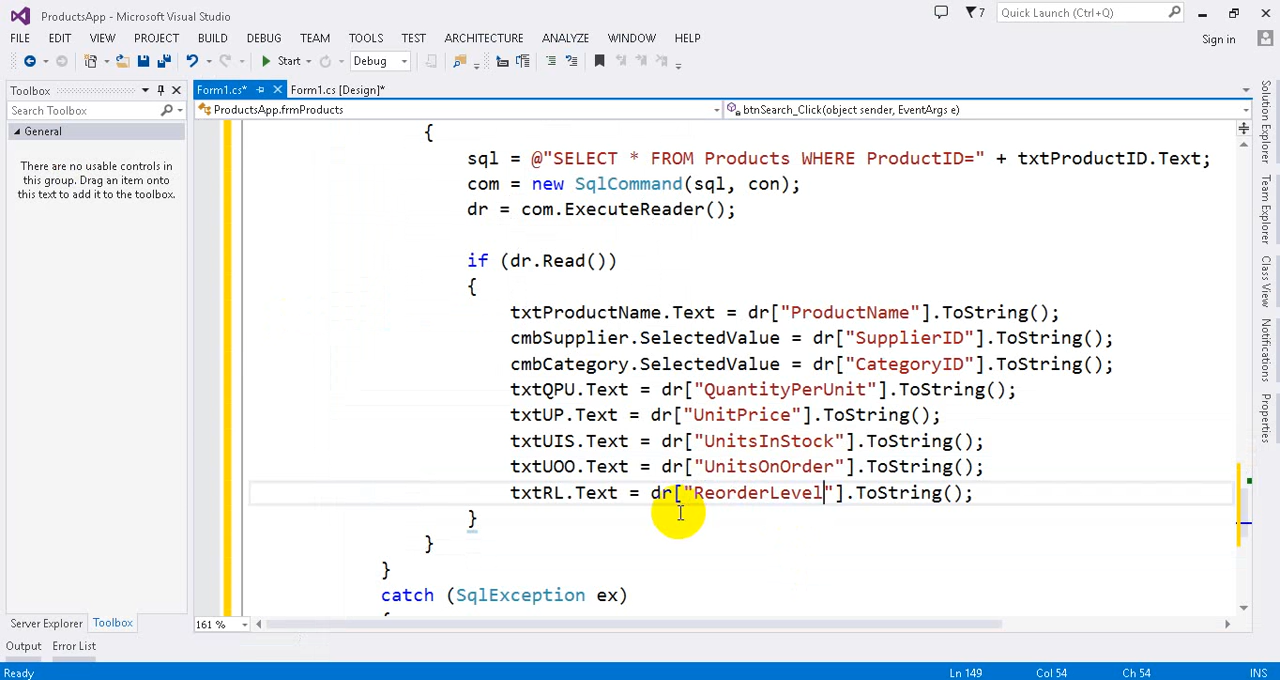 ProductsApp - Microsoft Visual Studio
7
Quick Launch (Ctrl+Q)
FILE EDIT VIEW PROJECT BUILD DEBUG TEAM TOOLS TEST ARCHITECTURE ANALYZE WINDOW HELP
Sign in
Start Debug
Toolbox
Form1.cs* Form1.cs [Design]*
Search Toolbox
ProductsApp.frmProducts
btnSearch_Click(object sender, EventArgs e)
General
There are no usable controls in
this group. Drag an item onto
this text to add it to the toolbox.
{
sql = @"SELECT * FROM Products WHERE ProductID=" + txtProductID.Text;
com = new SqlCommand(sql, con);
dr = com.ExecuteReader();
if (dr.Read())
{
txtProductName.Text = dr["ProductName"].ToString();
cmbSupplier.SelectedValue = dr["SupplierID"].ToString();
cmbCategory.SelectedValue = dr["CategoryID"].ToString();
txtQPU.Text = dr["QuantityPerUnit"].ToString();
txtUP.Text = dr["UnitPrice"].ToString();
txtUIS.Text = dr["UnitsInStock"].ToString();
txtUOO.Text = dr["UnitsOnOrder"].ToString();
txtRL.Text = dr["ReorderLevel"].ToString();
}
}
}
catch (SqlException ex)
Solution Explorer
Team Explorer
Class View
Notifications
Properties
161 %
Server Explorer Toolbox
Output Error List
Ready
Ln 149 Col 54 Ch 54 INS